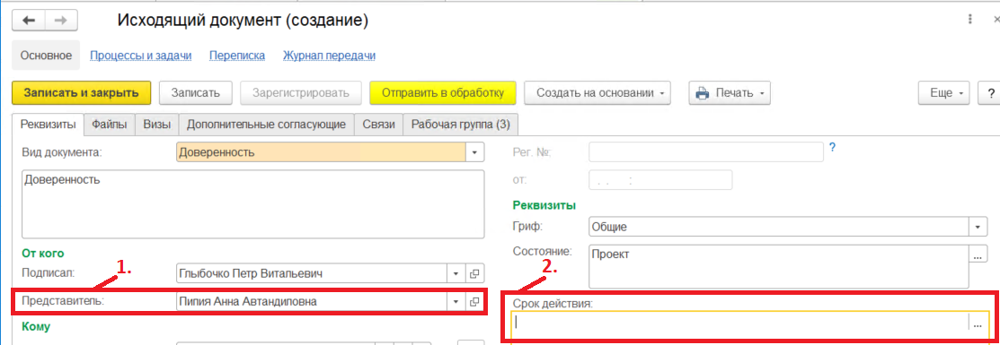 Исходящий документ (создание)
Основное Процессы и задачи Переписка Журнал передачи
Записать и закрыть Записать Зарегистрировать Отправить в обработку Создать на основании Печать Еще ?
Реквизиты Файлы Визы Дополнительные согласующие Связи Рабочая группа (3)
Вид документа: Доверенность
Рег. №: ?
Доверенность
от: . . :
Реквизиты
Гриф: Общие
От кого
Состояние: Проект ...
1.
2.
Подписал: Глыбочко Петр Витальевич
Представитель: Пипия Анна Автандиповна
Срок действия:
...
Кому